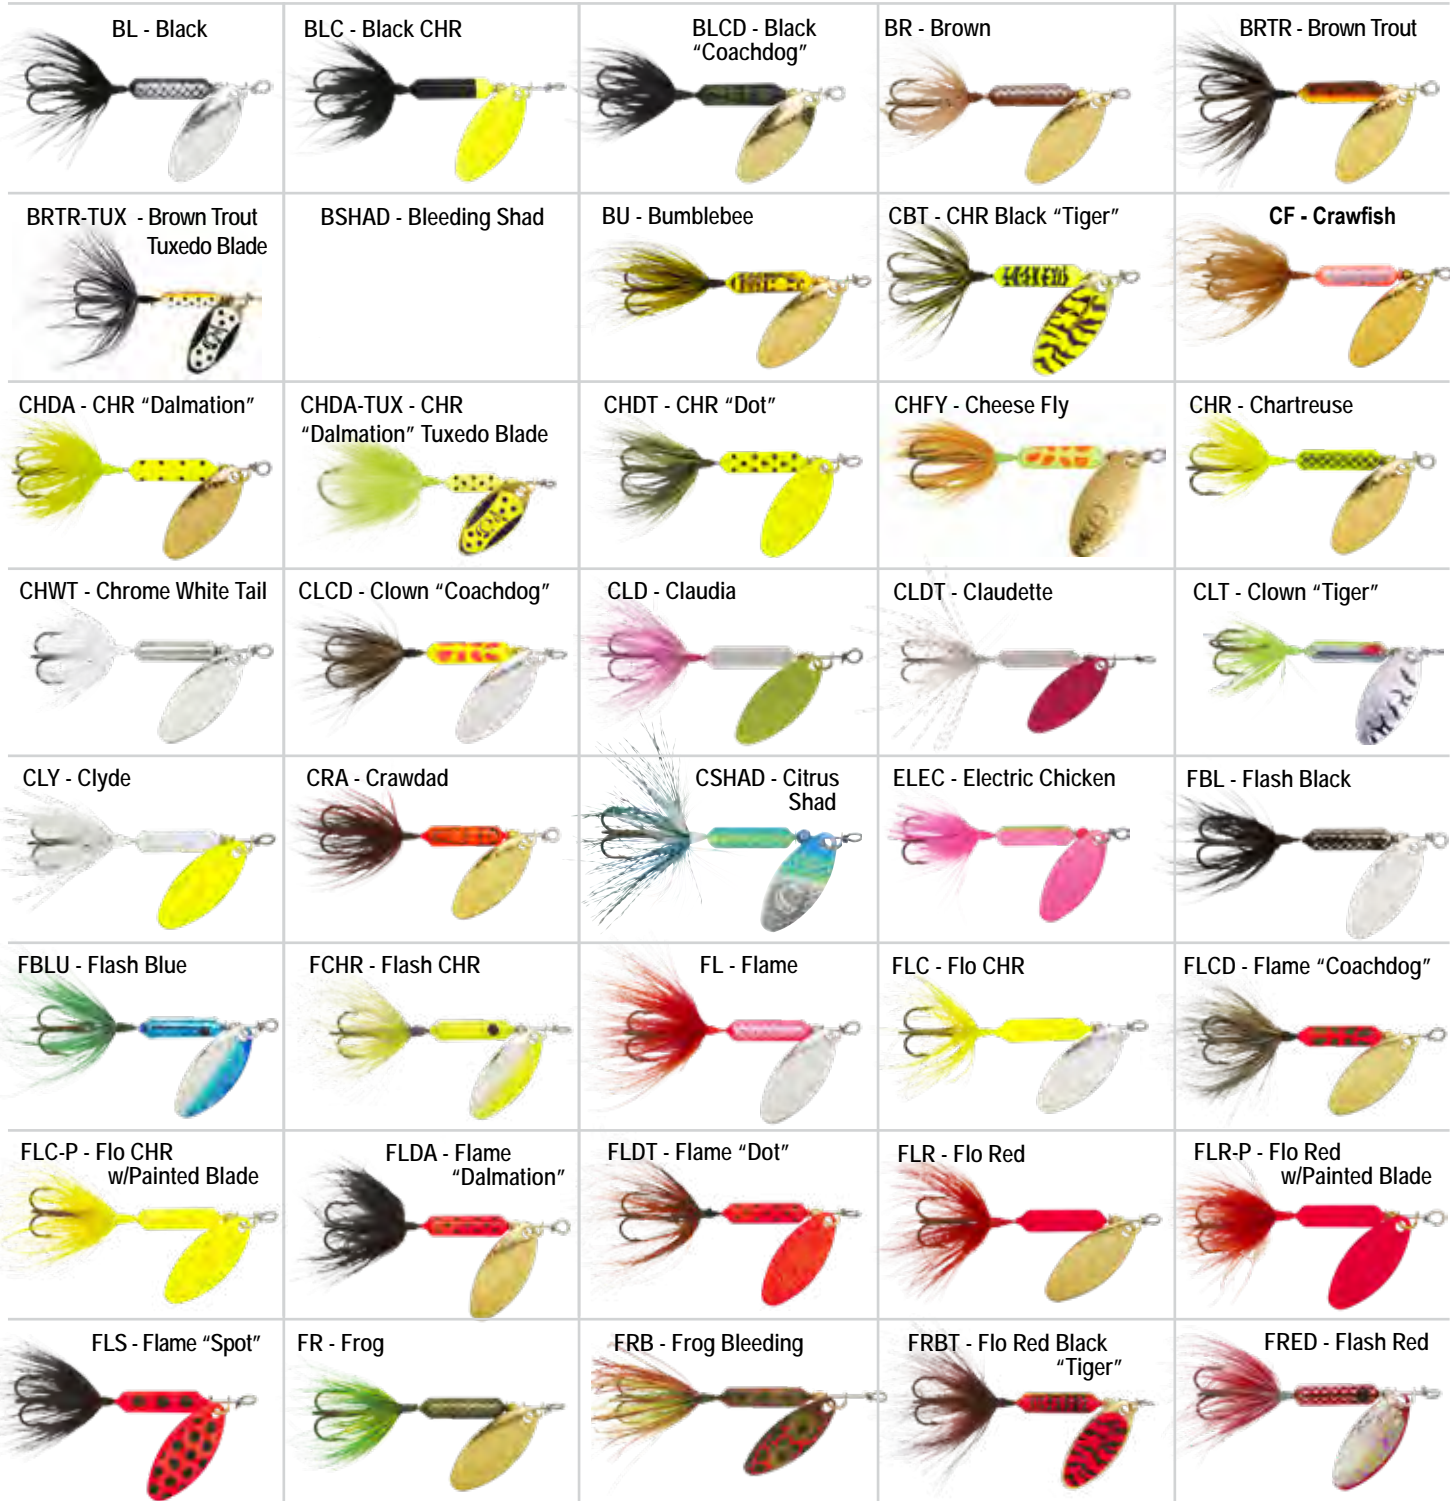 BL - Black
BLC - Black CHR
BLCD - Black
“Coachdog”
BR - Brown
BRTR - Brown Trout
BRTR-TUX - Brown Trout
Tuxedo Blade
BSHAD - Bleeding Shad
BU - Bumblebee
CBT - CHR Black “Tiger”
CF - Crawfish
CHDA - CHR “Dalmation”
CHDA-TUX - CHR
“Dalmation” Tuxedo Blade
CHDT - CHR “Dot”
CHFY - Cheese Fly
CHR - Chartreuse
CHWT - Chrome White Tail
CLCD - Clown “Coachdog”
CLD - Claudia
CLDT - Claudette
CLT - Clown “Tiger”
CLY - Clyde
CRA - Crawdad
CSHAD - Citrus
Shad
ELEC - Electric Chicken
FBL - Flash Black
FBLU - Flash Blue
FCHR - Flash CHR
FL - Flame
FLC - Flo CHR
FLCD - Flame “Coachdog”
FLC-P - Flo CHR
w/Painted Blade
FLDA - Flame
“Dalmation”
FLDT - Flame “Dot”
FLR - Flo Red
FLR-P - Flo Red
w/Painted Blade
FLS - Flame “Spot”
FR - Frog
FRB - Frog Bleeding
FRBT - Flo Red Black
“Tiger”
FRED - Flash Red